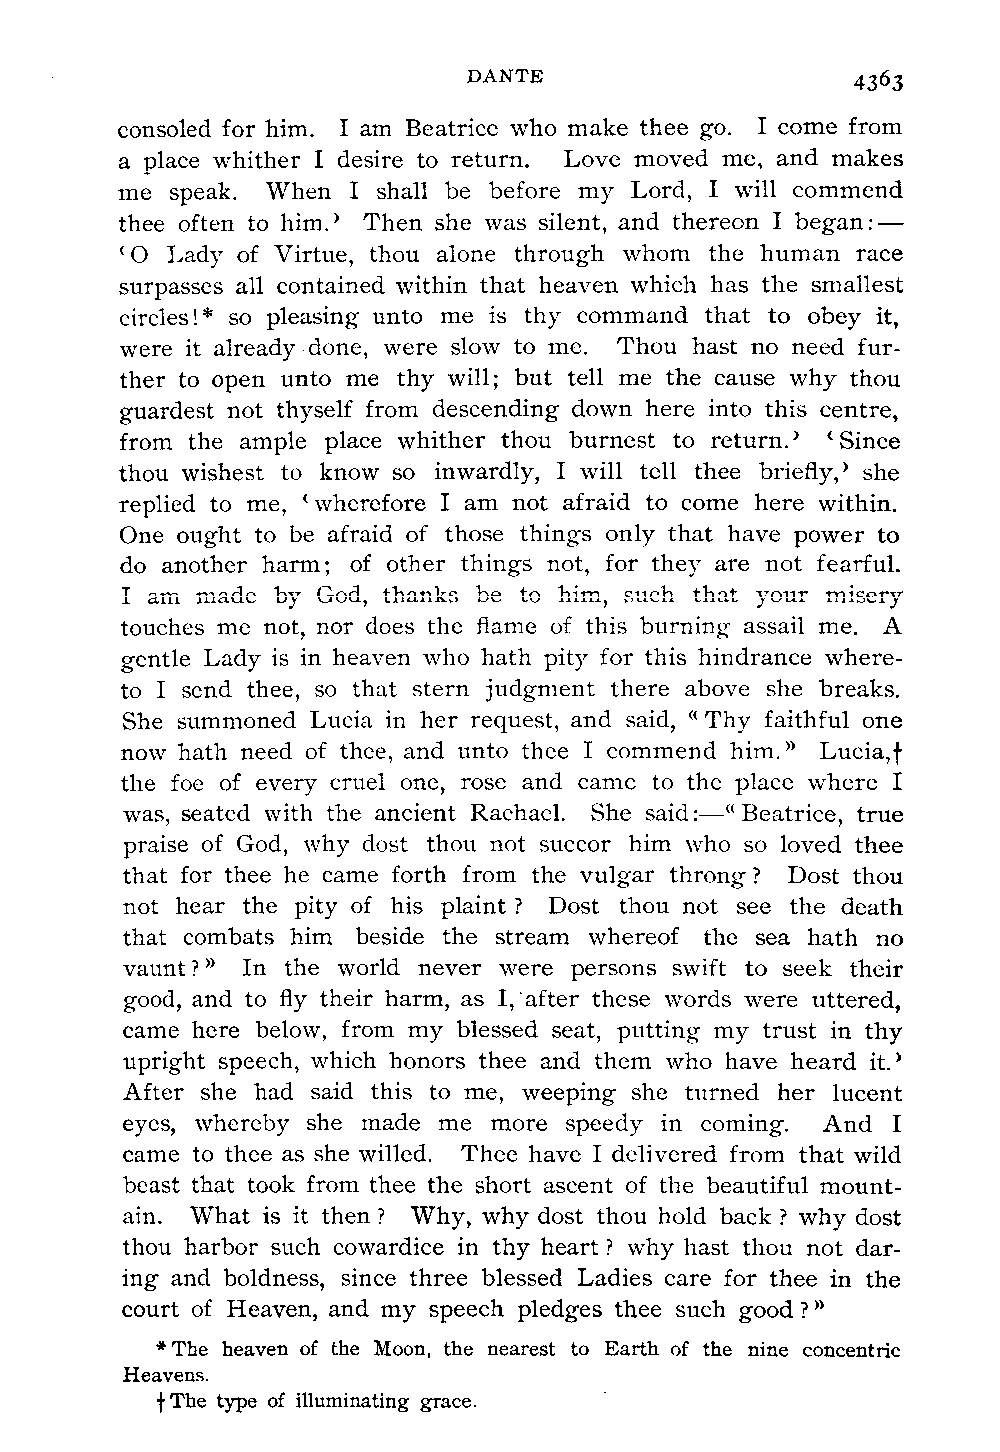 DANTE 4363
consoled for him. I am Beatrice who make thee go. I come from
a place whither I desire to return. Love moved me, and makes
me speak. When I shall be before my Lord, I will commend
thee often to him.’ Then she was silent, and thereon I began:—
‘O Lady of Virtue, thou alone through whom the human race
surpasses all contained within that heaven which has the smallest
circles!* so pleasing unto me is thy command that to obey it,
were it already done, were slow to me. Thou hast no need fur-
ther to open unto me thy will; but tell me the cause why thou
guardest not thyself from descending down here into this centre,
from the ample place whither thou burnest to return.’ ‘Since
thou wishest to know so inwardly, I will tell thee briefly,’ she
replied to me, ‘wherefore I am not afraid to come here within.
One ought to be afraid of those things only that have power to
do another harm; of other things not, for they are not fearful.
I am made by God, thanks be to him, such that your misery
touches me not, nor does the flame of this burning assail me. A
gentle Lady is in heaven who hath pity for this hindrance where-
to I send thee, so that stern judgment there above she breaks.
She summoned Lucia in her request, and said, “Thy faithful one
now hath need of thee, and unto thee I commend him.” Lucia,†
the foe of every cruel one, rose and came to the place where I
was, seated with the ancient Rachael. She said:—“Beatrice, true
praise of God, why dost thou not succor him who so loved thee
that for thee he came forth from the vulgar throng? Dost thou
not hear the pity of his plaint? Dost thou not see the death
that combats him beside the stream whereof the sea hath no
vaunt?” In the world never were persons swift to seek their
good, and to fly their harm, as I, after these words were uttered,
came here below, from my blessed seat, putting my trust in thy
upright speech, which honors thee and them who have heard it.’
After she had said this to me, weeping she turned her lucent
eyes, whereby she made me more speedy in coming. And I
came to thee as she willed. Thee have I delivered from that wild
beast that took from thee the short ascent of the beautiful mount-
ain. What is it then? Why, why dost thou hold back? why dost
thou harbor such cowardice in thy heart? why hast thou not dar-
ing and boldness, since three blessed Ladies care for thee in the
court of Heaven, and my speech pledges thee such good?”
*The heaven of the Moon, the nearest to Earth of the nine concentric
Heavens.
†The type of illuminating grace.